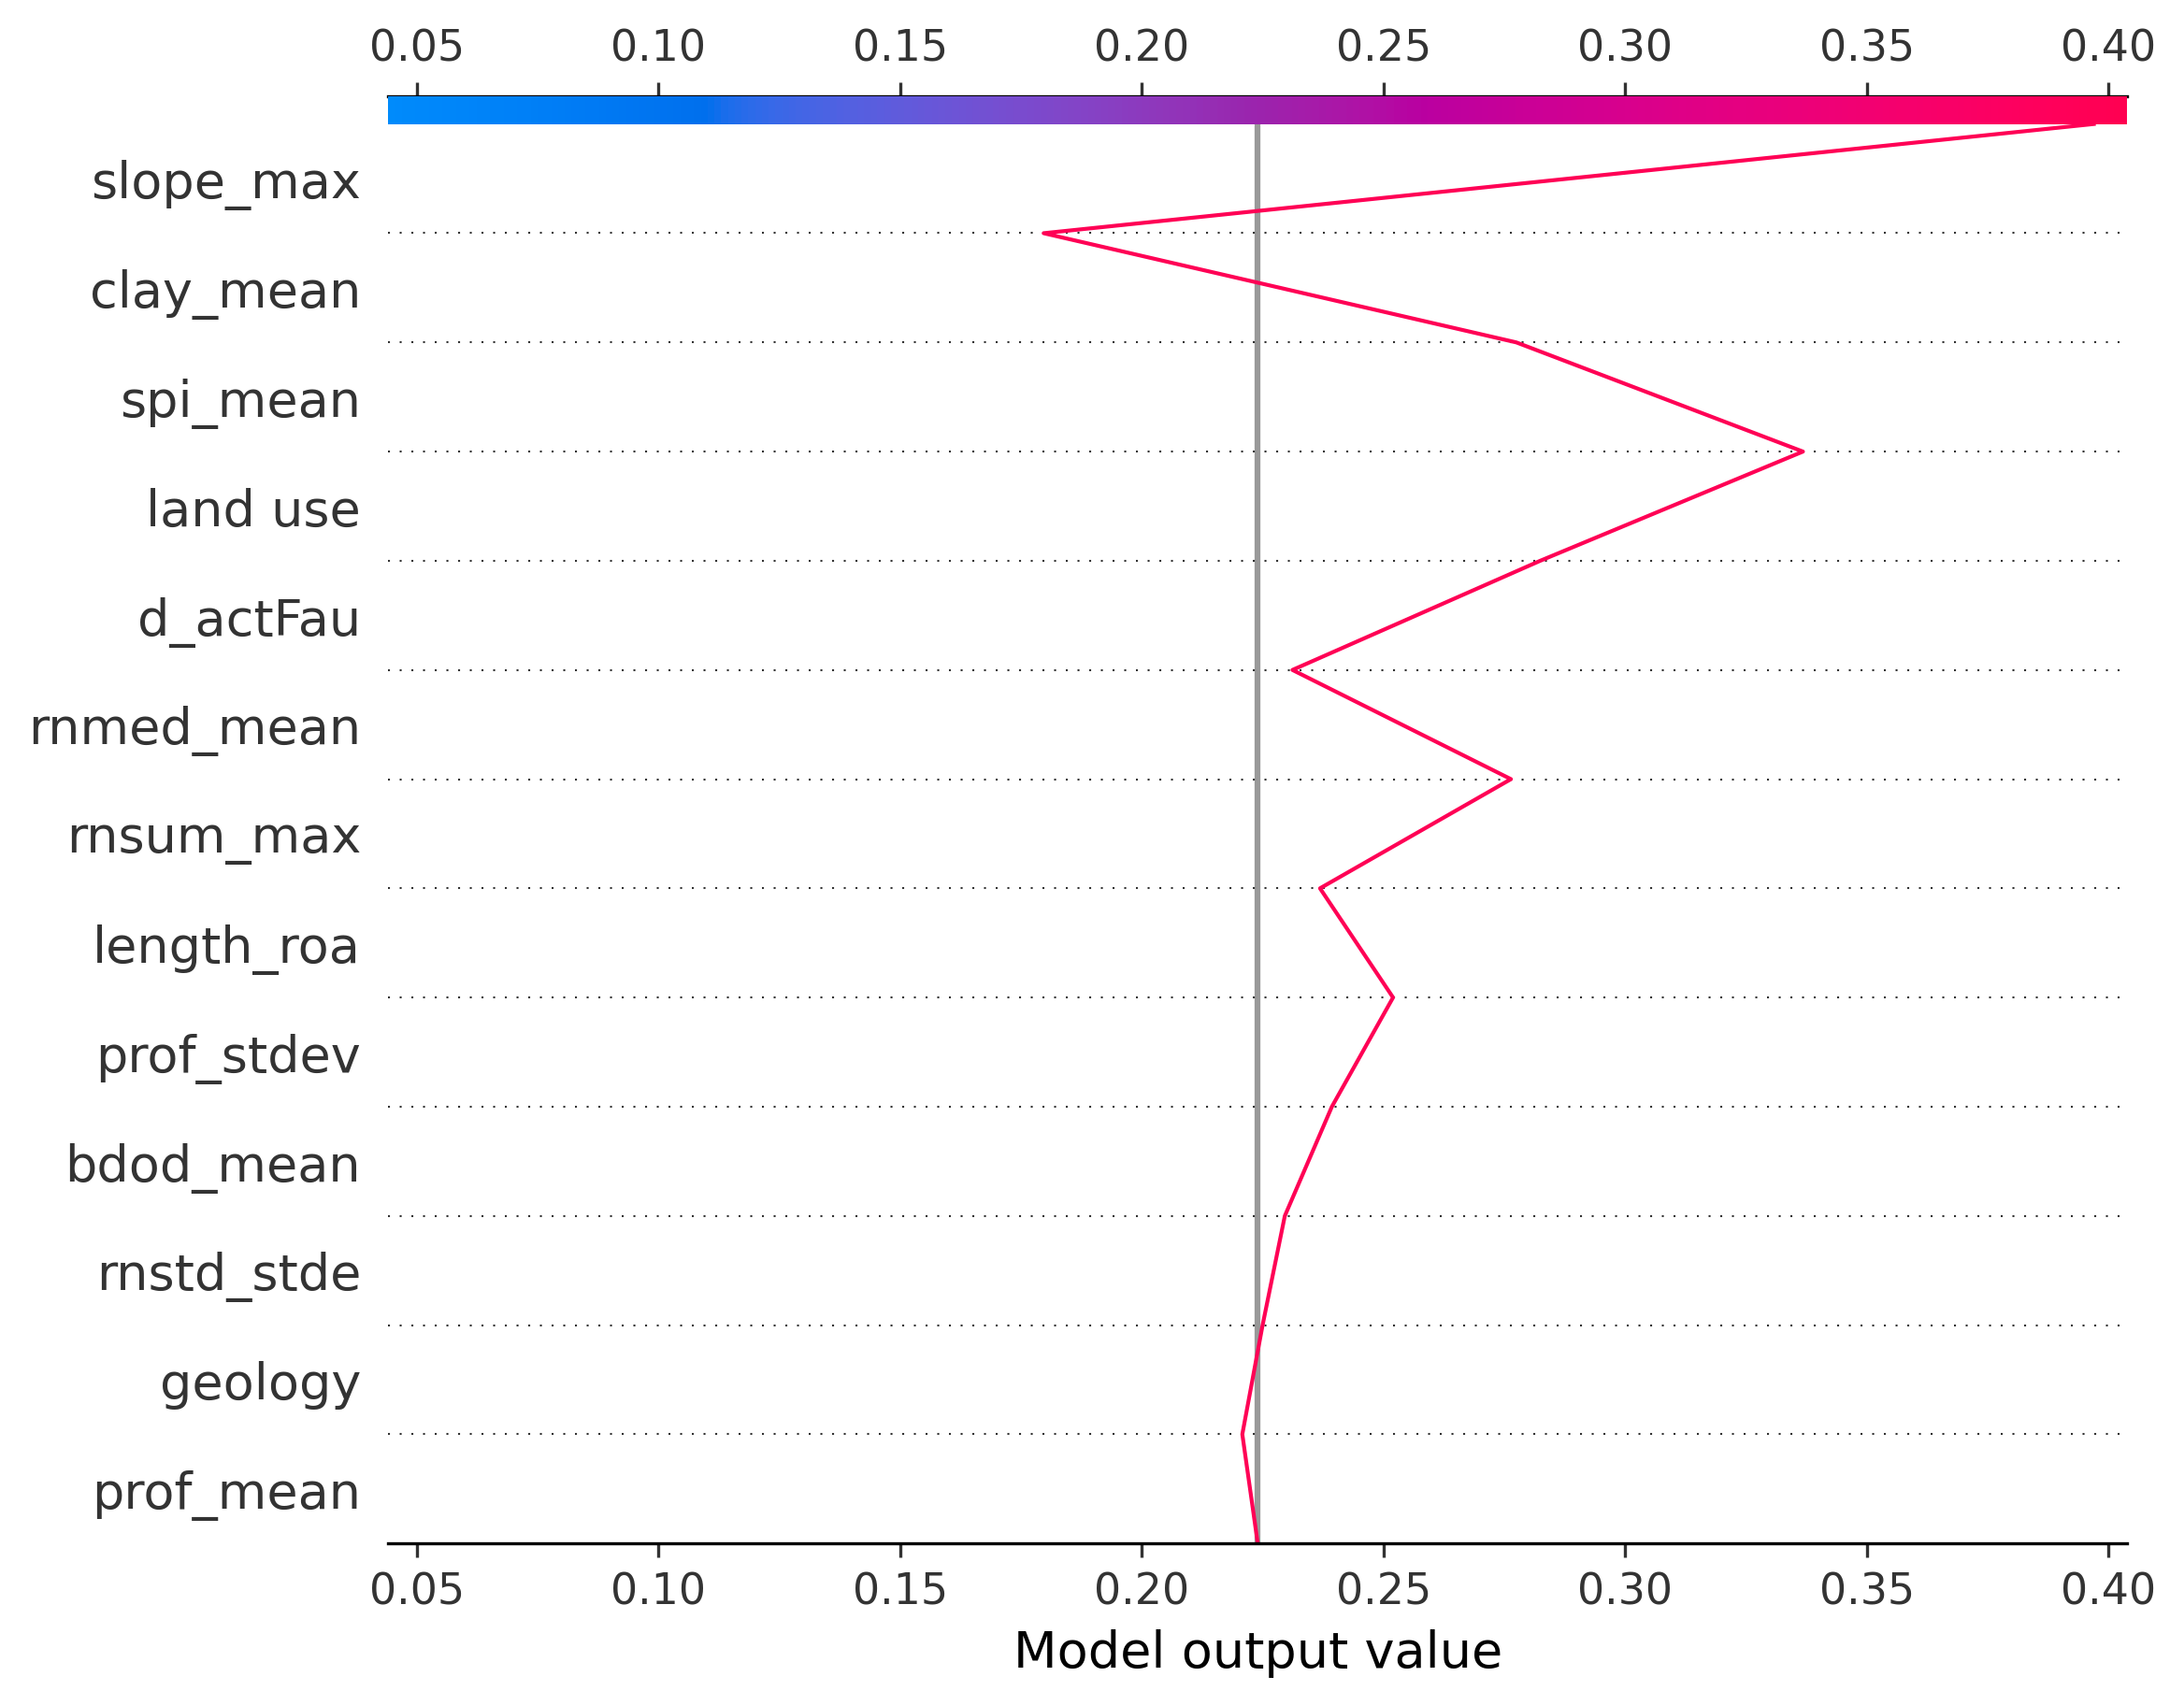 0.05 0.10 0.15 0.20 0.25 0.30 0.35 0.40
slope_max
clay_mean
spi_mean
land use
d_actFau
rnmed_mean
rnsum_max
length_roa
prof_stdev
bdod_mean
rnstd_stde
geology
prof_mean
0.05 0.10 0.15 0.20 0.25 0.30 0.35 0.40
Model output value